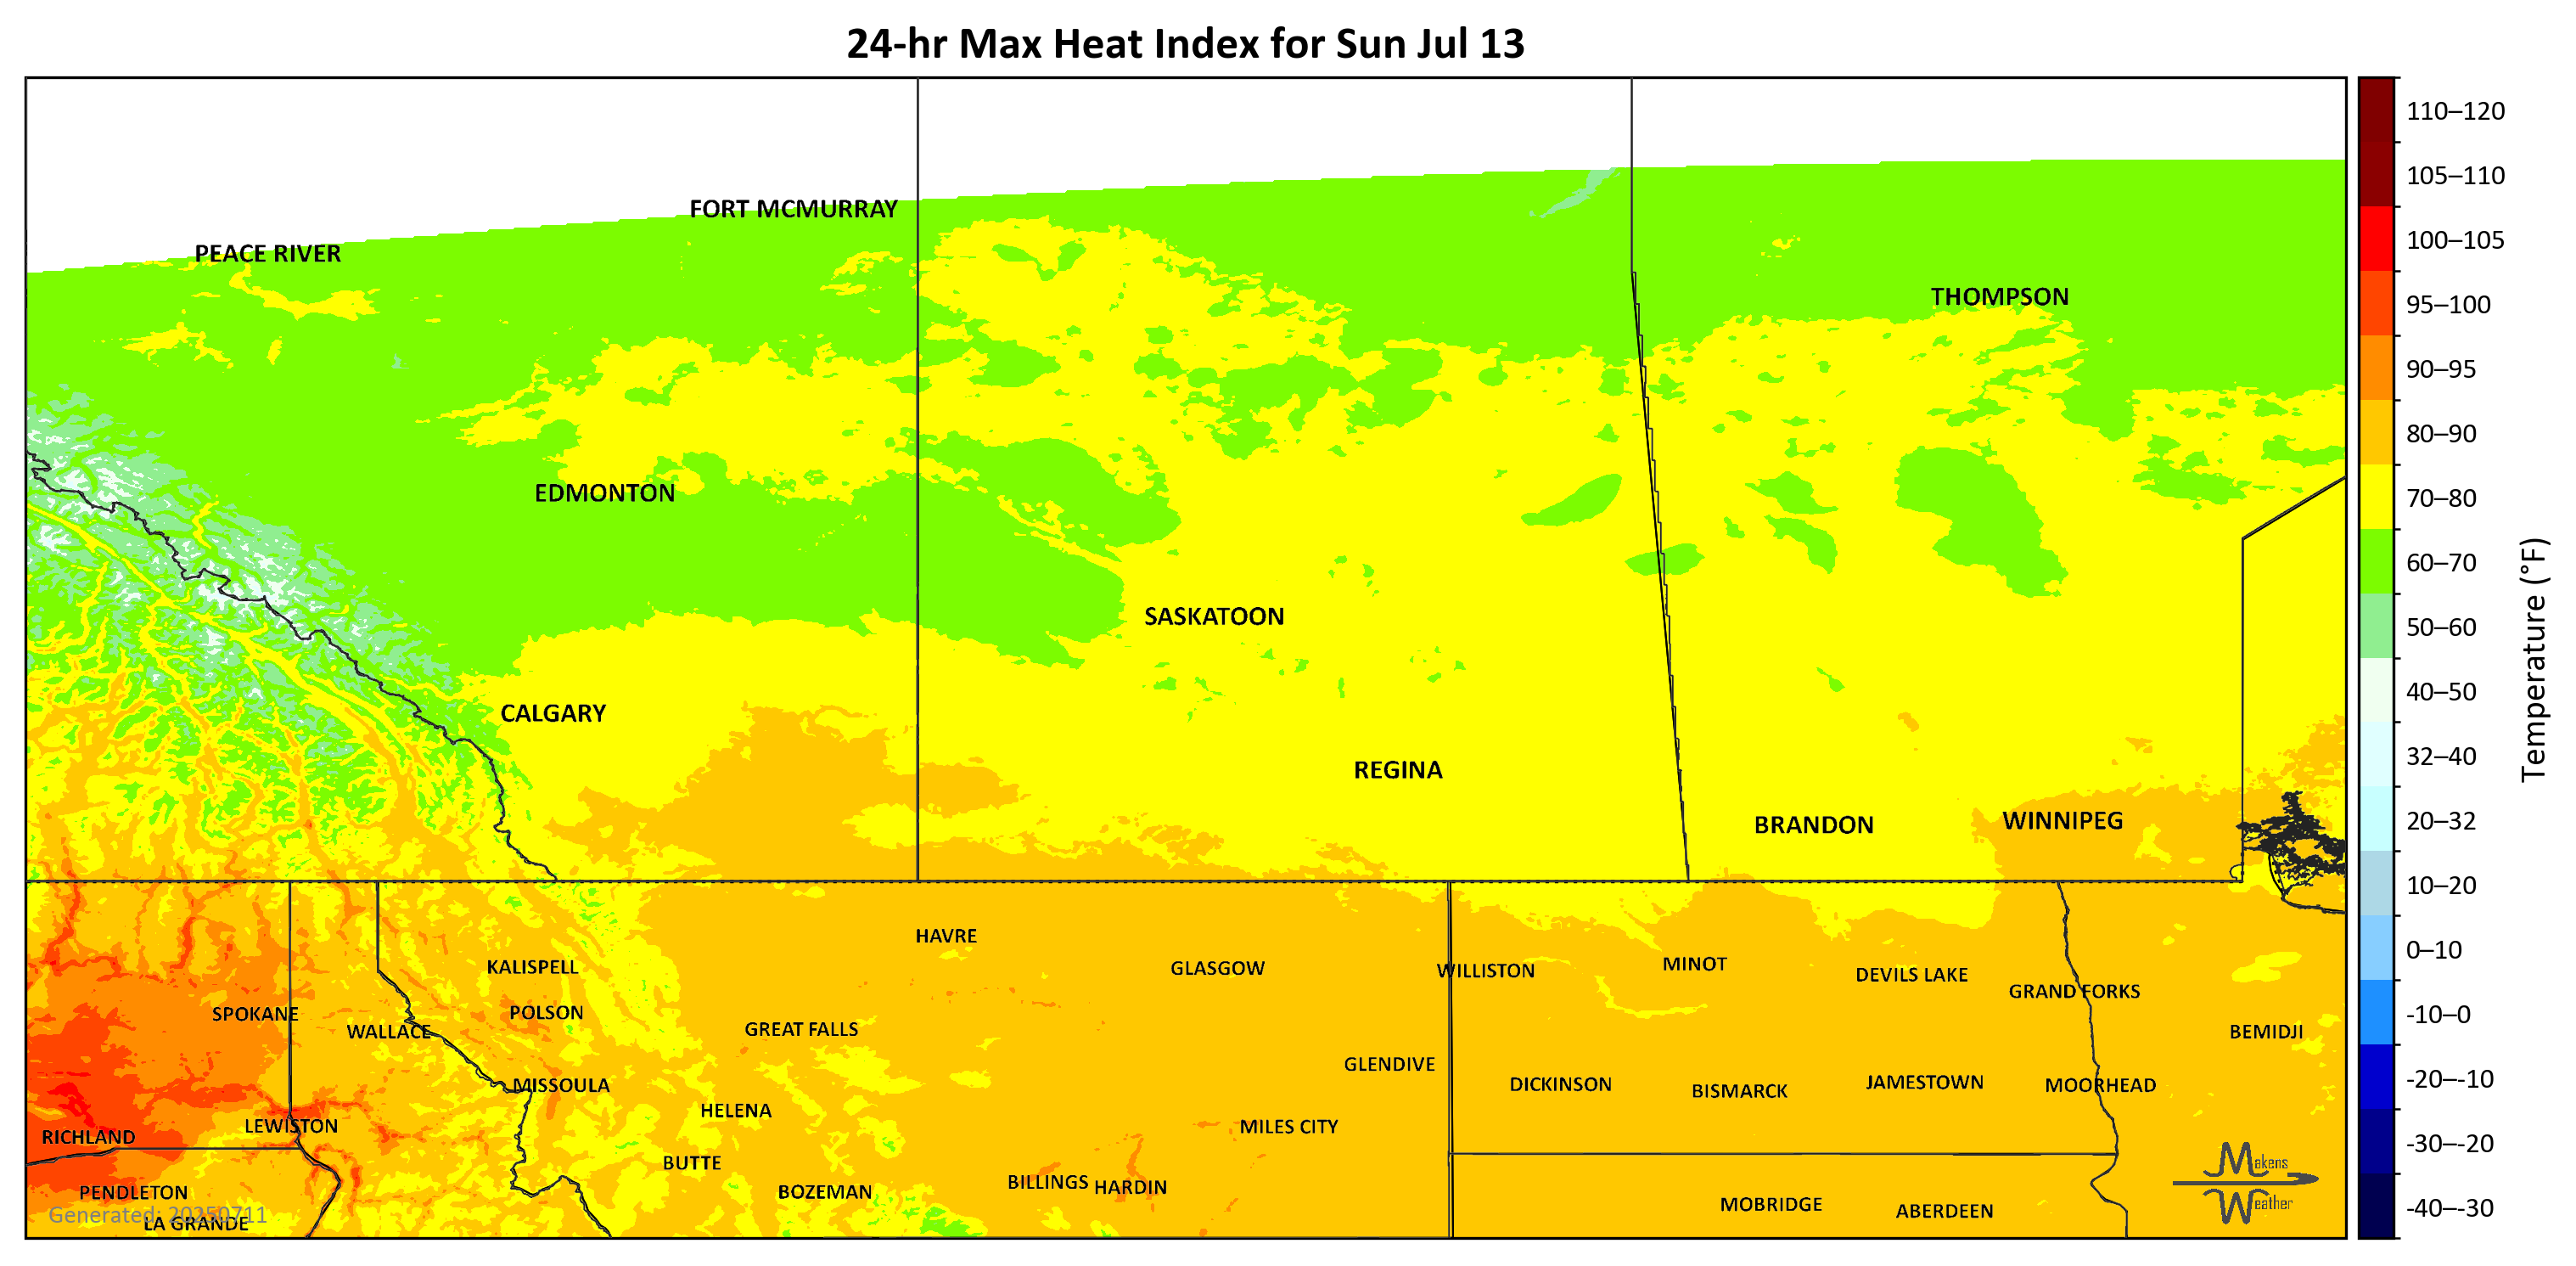 24-hr Max Heat Index for Sun Jul 13
FORT MCMURRAY
PEACE RIVER
THOMPSON
EDMONTON
SASKATOON
CALGARY
REGINA
BRANDON
WINNIPEG
HAVRE
KALISPELL
GLASGOW
WILLISTON
MINOT
DEVILS LAKE
GRAND FORKS
SPOKANE
POLSON
WALLACE
GREAT FALLS
BEMIDJI
GLENDIVE
MISSOULA
DICKINSON
BISMARCK
JAMESTOWN
MOORHEAD
HELENA
LEWISTON
MILES CITY
RICHLAND
BUTTE
BILLINGS
HARDIN
PENDLETON
BOZEMAN
MOBRIDGE
ABERDEEN
Generated: 20250711
LA GRANDE
Makens
Weather
110–120
105–110
100–105
95–100
90–95
80–90
70–80
60–70
50–60
40–50
32–40
20–32
10–20
0–10
-10–0
-20–-10
-30–-20
-40–-30
Temperature (°F)